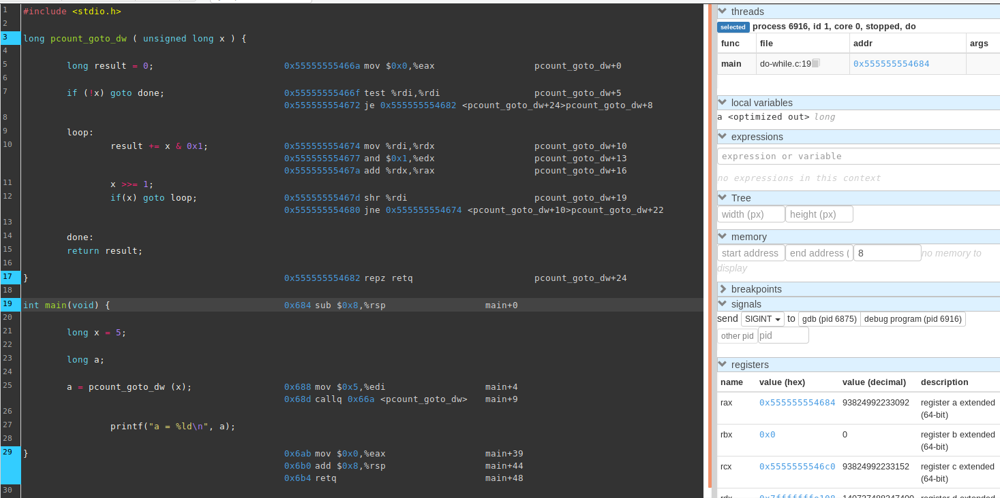 1 #include <stdio.h>
2
3 long pcount_goto_dw ( unsigned long x ) {
4
5 long result = 0; 0x55555555466a mov $0x0,%eax pcount_goto_dw+0
6
7 if (!x) goto done; 0x55555555466f test %rdi,%rdi pcount_goto_dw+5
0x555555554672 je 0x555555554682 <pcount_goto_dw+24>pcount_goto_dw+8
8
9 loop:
10 result += x & 0x1; 0x555555554674 mov %rdi,%rdx pcount_goto_dw+10
0x555555554677 and $0x1,%edx pcount_goto_dw+13
0x55555555467a add %rdx,%rax pcount_goto_dw+16
11 x >>= 1;
12 if(x) goto loop; 0x55555555467d shr %rdi pcount_goto_dw+19
0x555555554680 jne 0x555555554674 <pcount_goto_dw+10>pcount_goto_dw+22
13
14 done:
15 return result;
16
17 } 0x555555554682 repz retq pcount_goto_dw+24
18
19 int main(void) { 0x684 sub $0x8,%rsp main+0
20
21 long x = 5;
22
23 long a;
24
25 a = pcount_goto_dw (x); 0x688 mov $0x5,%edi main+4
0x68d callq 0x66a <pcount_goto_dw> main+9
26
27 printf("a = %ld\n", a);
28
29 } 0x6ab mov $0x0,%eax main+39
0x6b0 add $0x8,%rsp main+44
0x6b4 retq main+48
30
threads
selected process 6916, id 1, core 0, stopped, do
func file addr args
main do-while.c:19 0x555555554684
local variables
a <optimized out> long
expressions
expression or variable
no expressions in this context
Tree
width (px) height (px)
memory
start address end address ( 8 no memory to
display
breakpoints
signals
send SIGINT to gdb (pid 6875) debug program (pid 6916)
other pid pid
registers
name value (hex) value (decimal) description
rax 0x555555554684 93824992233092 register a extended
(64-bit)
rbx 0x0 0 register b extended
(64-bit)
rcx 0x5555555546c0 93824992233152 register c extended
(64-bit)